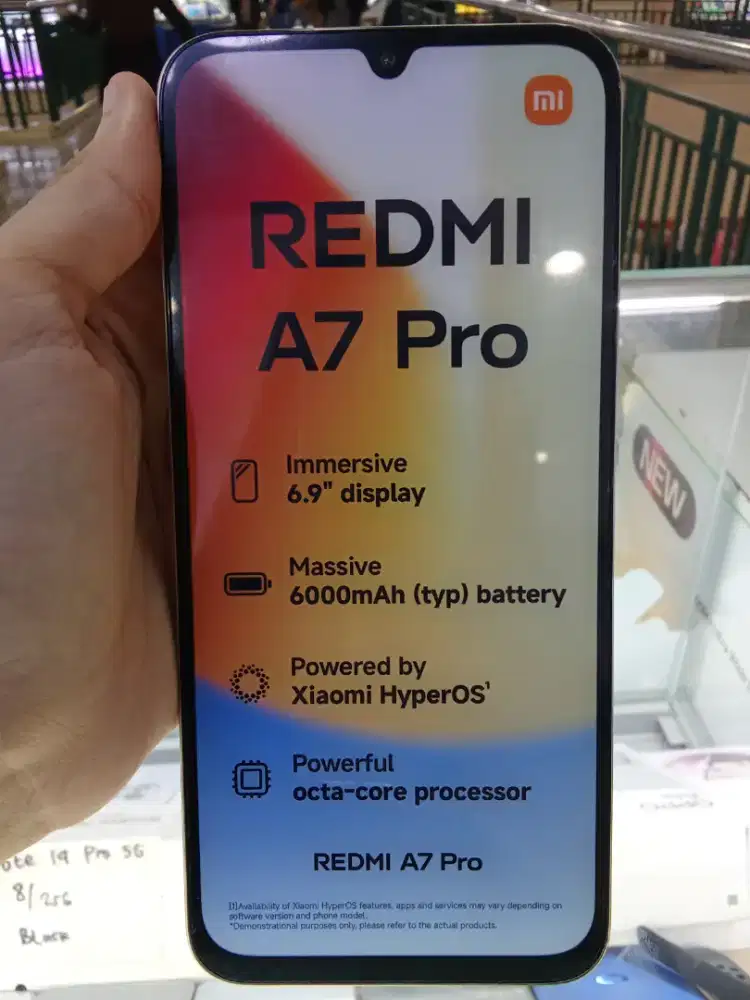 mi
REDMI
A7 Pro
Immersive
6.9" display
Massive
6000mAh (typ) battery
Powered by
Xiaomi HyperOS¹
Powerful
octa-core processor
REDMI A7 Pro
[1]Availability of Xiaomi HyperOS features, apps and services may vary depending on
software version and phone model.
*Demonstrational purposes only, please refer to the actual products.
NEW
ote 14 Pro 5G
8/256
Black